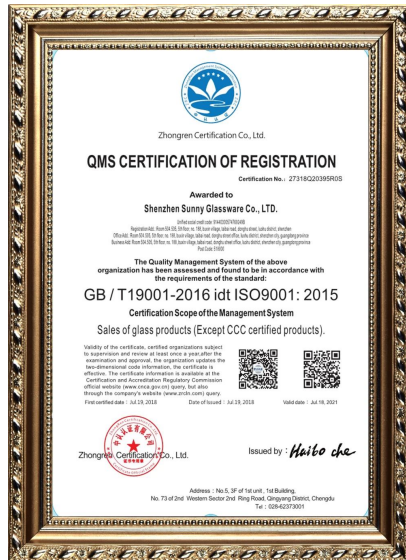 Zhongren Certification Co., Ltd.
QMS CERTIFICATION OF REGISTRATION
Certification No.: 27318Q20395R0S
Awarded to
Shenzhen Sunny Glassware Co., LTD.
The Quality Management System of the above
organization has been assessed and found to be in accordance with
the requirements of the standard:
GB / T19001-2016 idt ISO9001: 2015
Certification Scope of the Management System
Sales of glass products (Except CCC certified products).
Validity of the certificate, certified organizations subject
to supervision and review at least once a year,after the
examination and approval, the organization updates the
two-dimensional code information, the certificate is
effective. The certificate information is available at the
Certification and Accreditation Regulatory Commission
official website (www.cnca.gov.cn) query, but also
through the company's website (www.zrcln.com) query.
First certified date : Jul.19, 2018
Date of Issued : Jul.19, 2018
Valid date : Jul.18, 2021
Zhongren Certification Co., Ltd.
Issued by : Haibo che
Address : No.5, 3F of 1st unit , 1st Building,
No. 73 of 2nd Western Sector 2nd Ring Road, Qingyang District, Chengdu
Tel : 028-62373001